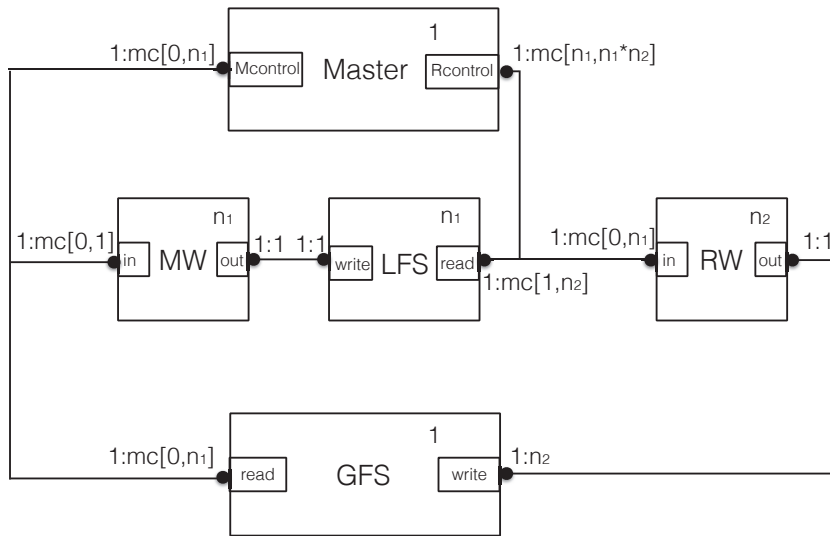 1
1:mc[0,n₁]
1:mc[n₁,n₁*n₂]
Mcontrol
Master
Rcontrol
n₁
n₁
n₂
1:mc[0,1]
1:1
1:1
1:mc[0,n₁]
1:1
in
MW
out
write
LFS
read
in
RW
out
1:mc[1,n₂]
1
1:mc[0,n₁]
1:n₂
read
GFS
write